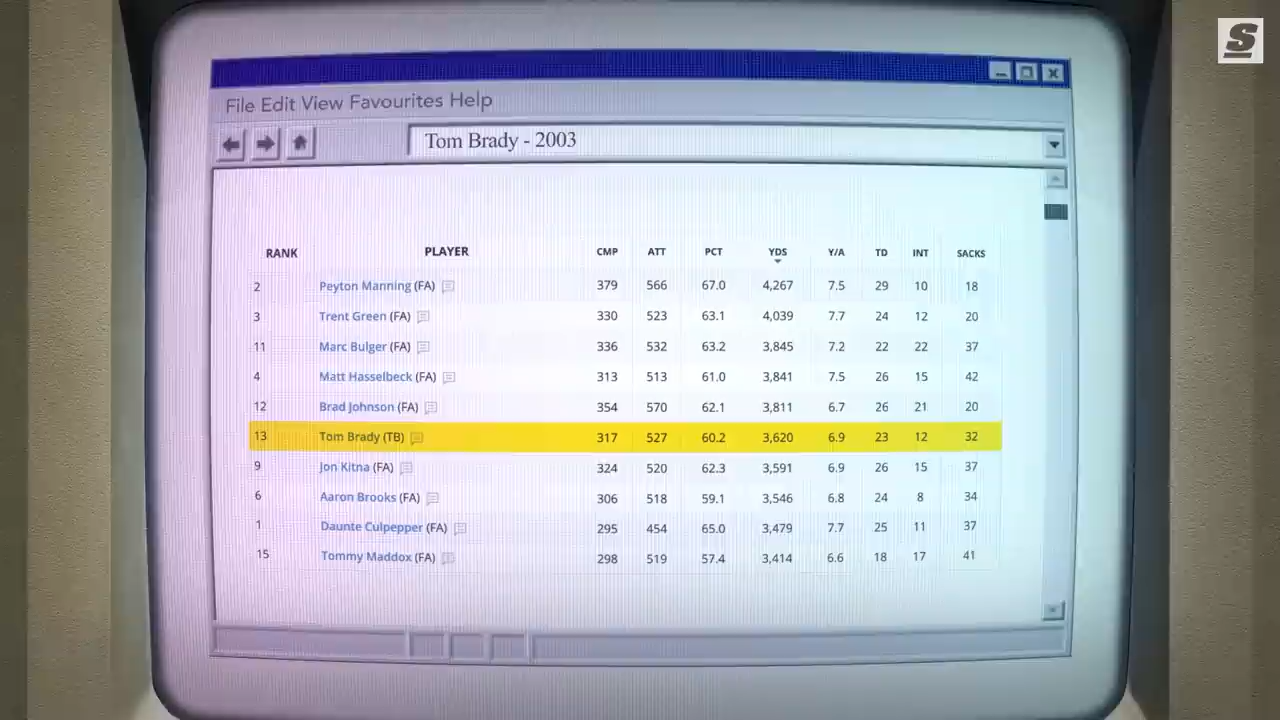 S
File Edit View Favourites Help
Tom Brady - 2003
RANK PLAYER CMP ATT PCT YDS Y/A TD INT SACKS
2 Peyton Manning (FA) 379 566 67.0 4,267 7.5 29 10 18
3 Trent Green (FA) 330 523 63.1 4,039 7.7 24 12 20
11 Marc Bulger (FA) 336 532 63.2 3,845 7.2 22 22 37
4 Matt Hasselbeck (FA) 313 513 61.0 3,841 7.5 26 15 42
12 Brad Johnson (FA) 354 570 62.1 3,811 6.7 26 21 20
13 Tom Brady (TB) 317 527 60.2 3,620 6.9 23 12 32
9 Jon Kitna (FA) 324 520 62.3 3,591 6.9 26 15 37
6 Aaron Brooks (FA) 306 518 59.1 3,546 6.8 24 8 34
1 Daunte Culpepper (FA) 295 454 65.0 3,479 7.7 25 11 37
15 Tommy Maddox (FA) 298 519 57.4 3,414 6.6 18 17 41